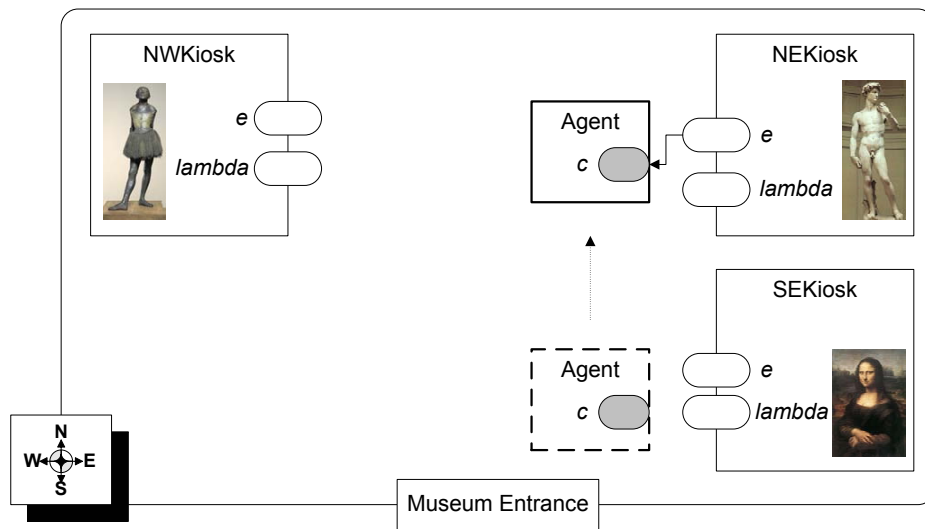 NWKiosk
e
lambda
Agent
c
NEKiosk
e
lambda
SEKiosk
Agent
c
e
lambda
N
W E
S
Museum Entrance